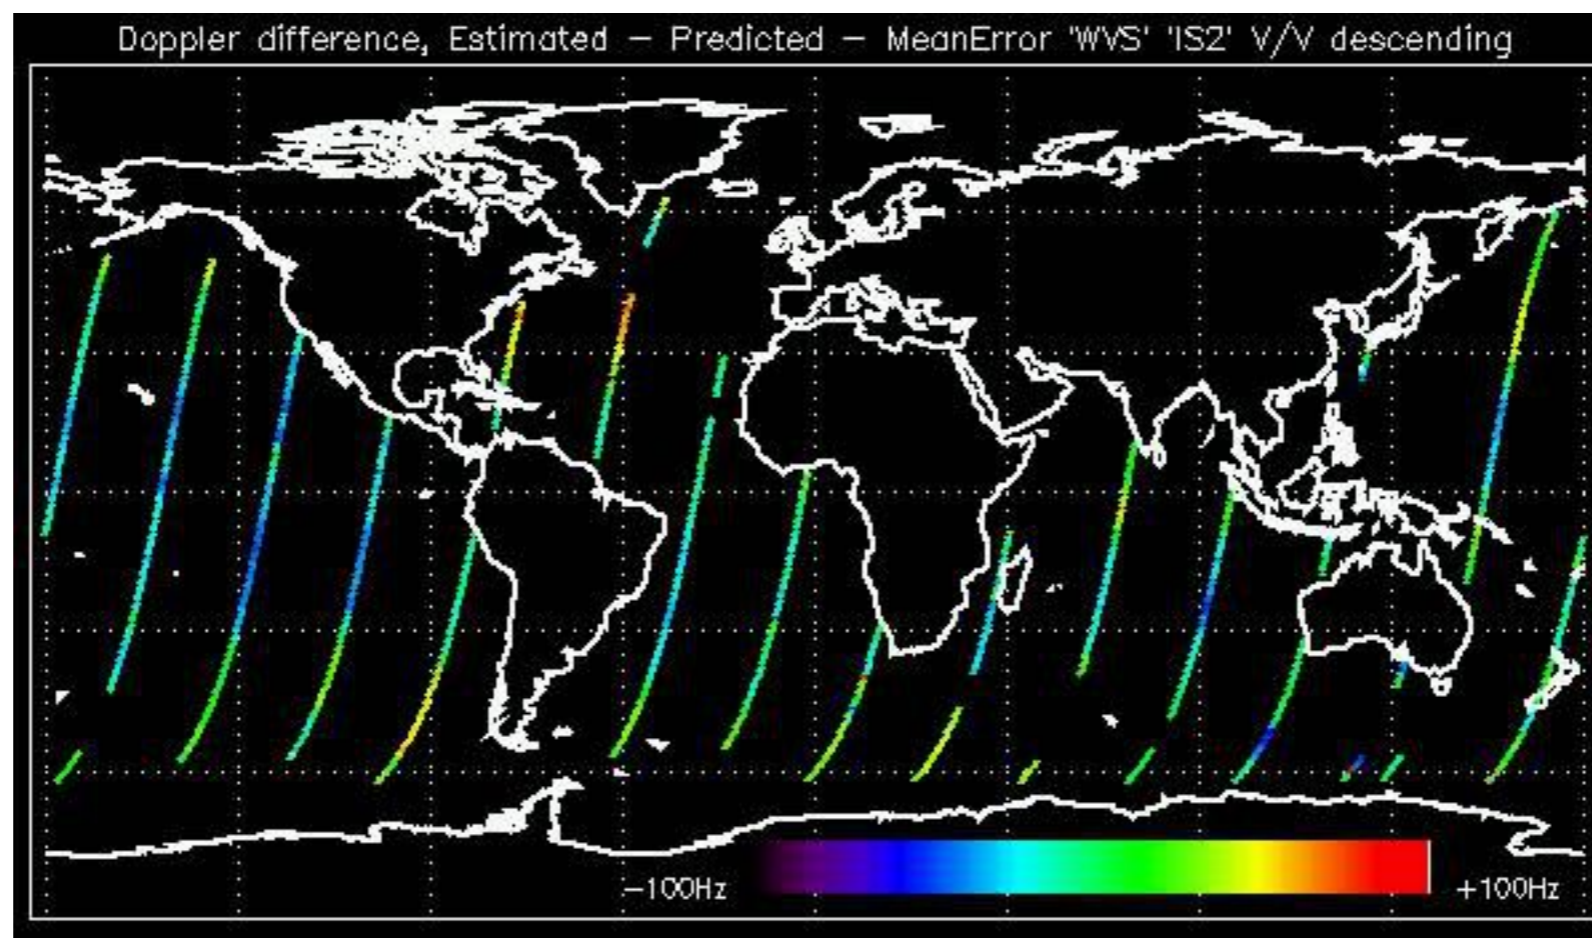 Doppler difference, Estimated – Predicted – MeanError 'WVS' 'IS2' V/V descending
-100Hz
+100Hz